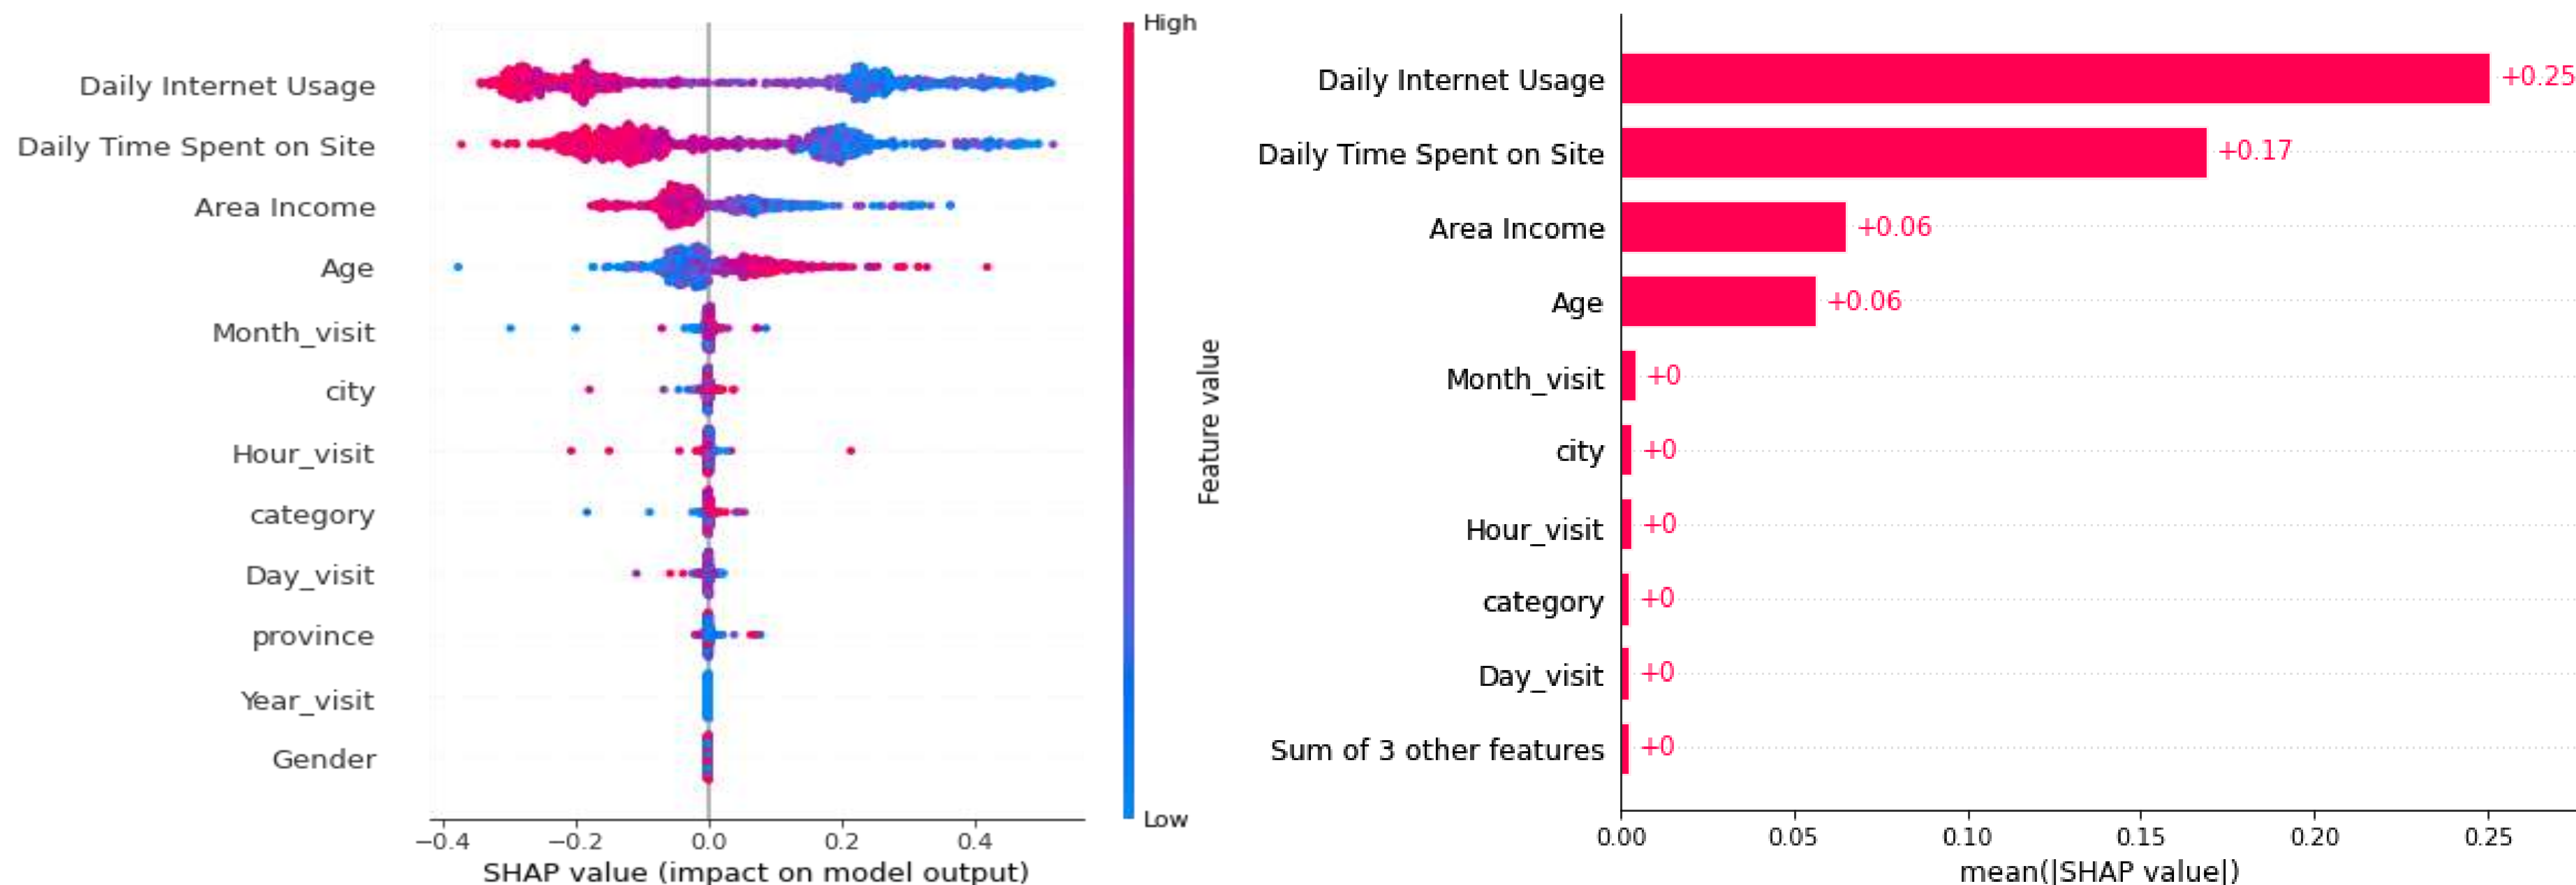 High
Daily Internet Usage
Daily Time Spent on Site
Area Income
Age
Month_visit
city
Hour_visit
category
Day_visit
province
Year_visit
Gender
Low
Feature value
−0.4 −0.2 0.0 0.2 0.4
SHAP value (impact on model output)
Daily Internet Usage +0.25
Daily Time Spent on Site +0.17
Area Income +0.06
Age +0.06
Month_visit +0
city +0
Hour_visit +0
category +0
Day_visit +0
Sum of 3 other features +0
0.00 0.05 0.10 0.15 0.20 0.25
mean(|SHAP value|)